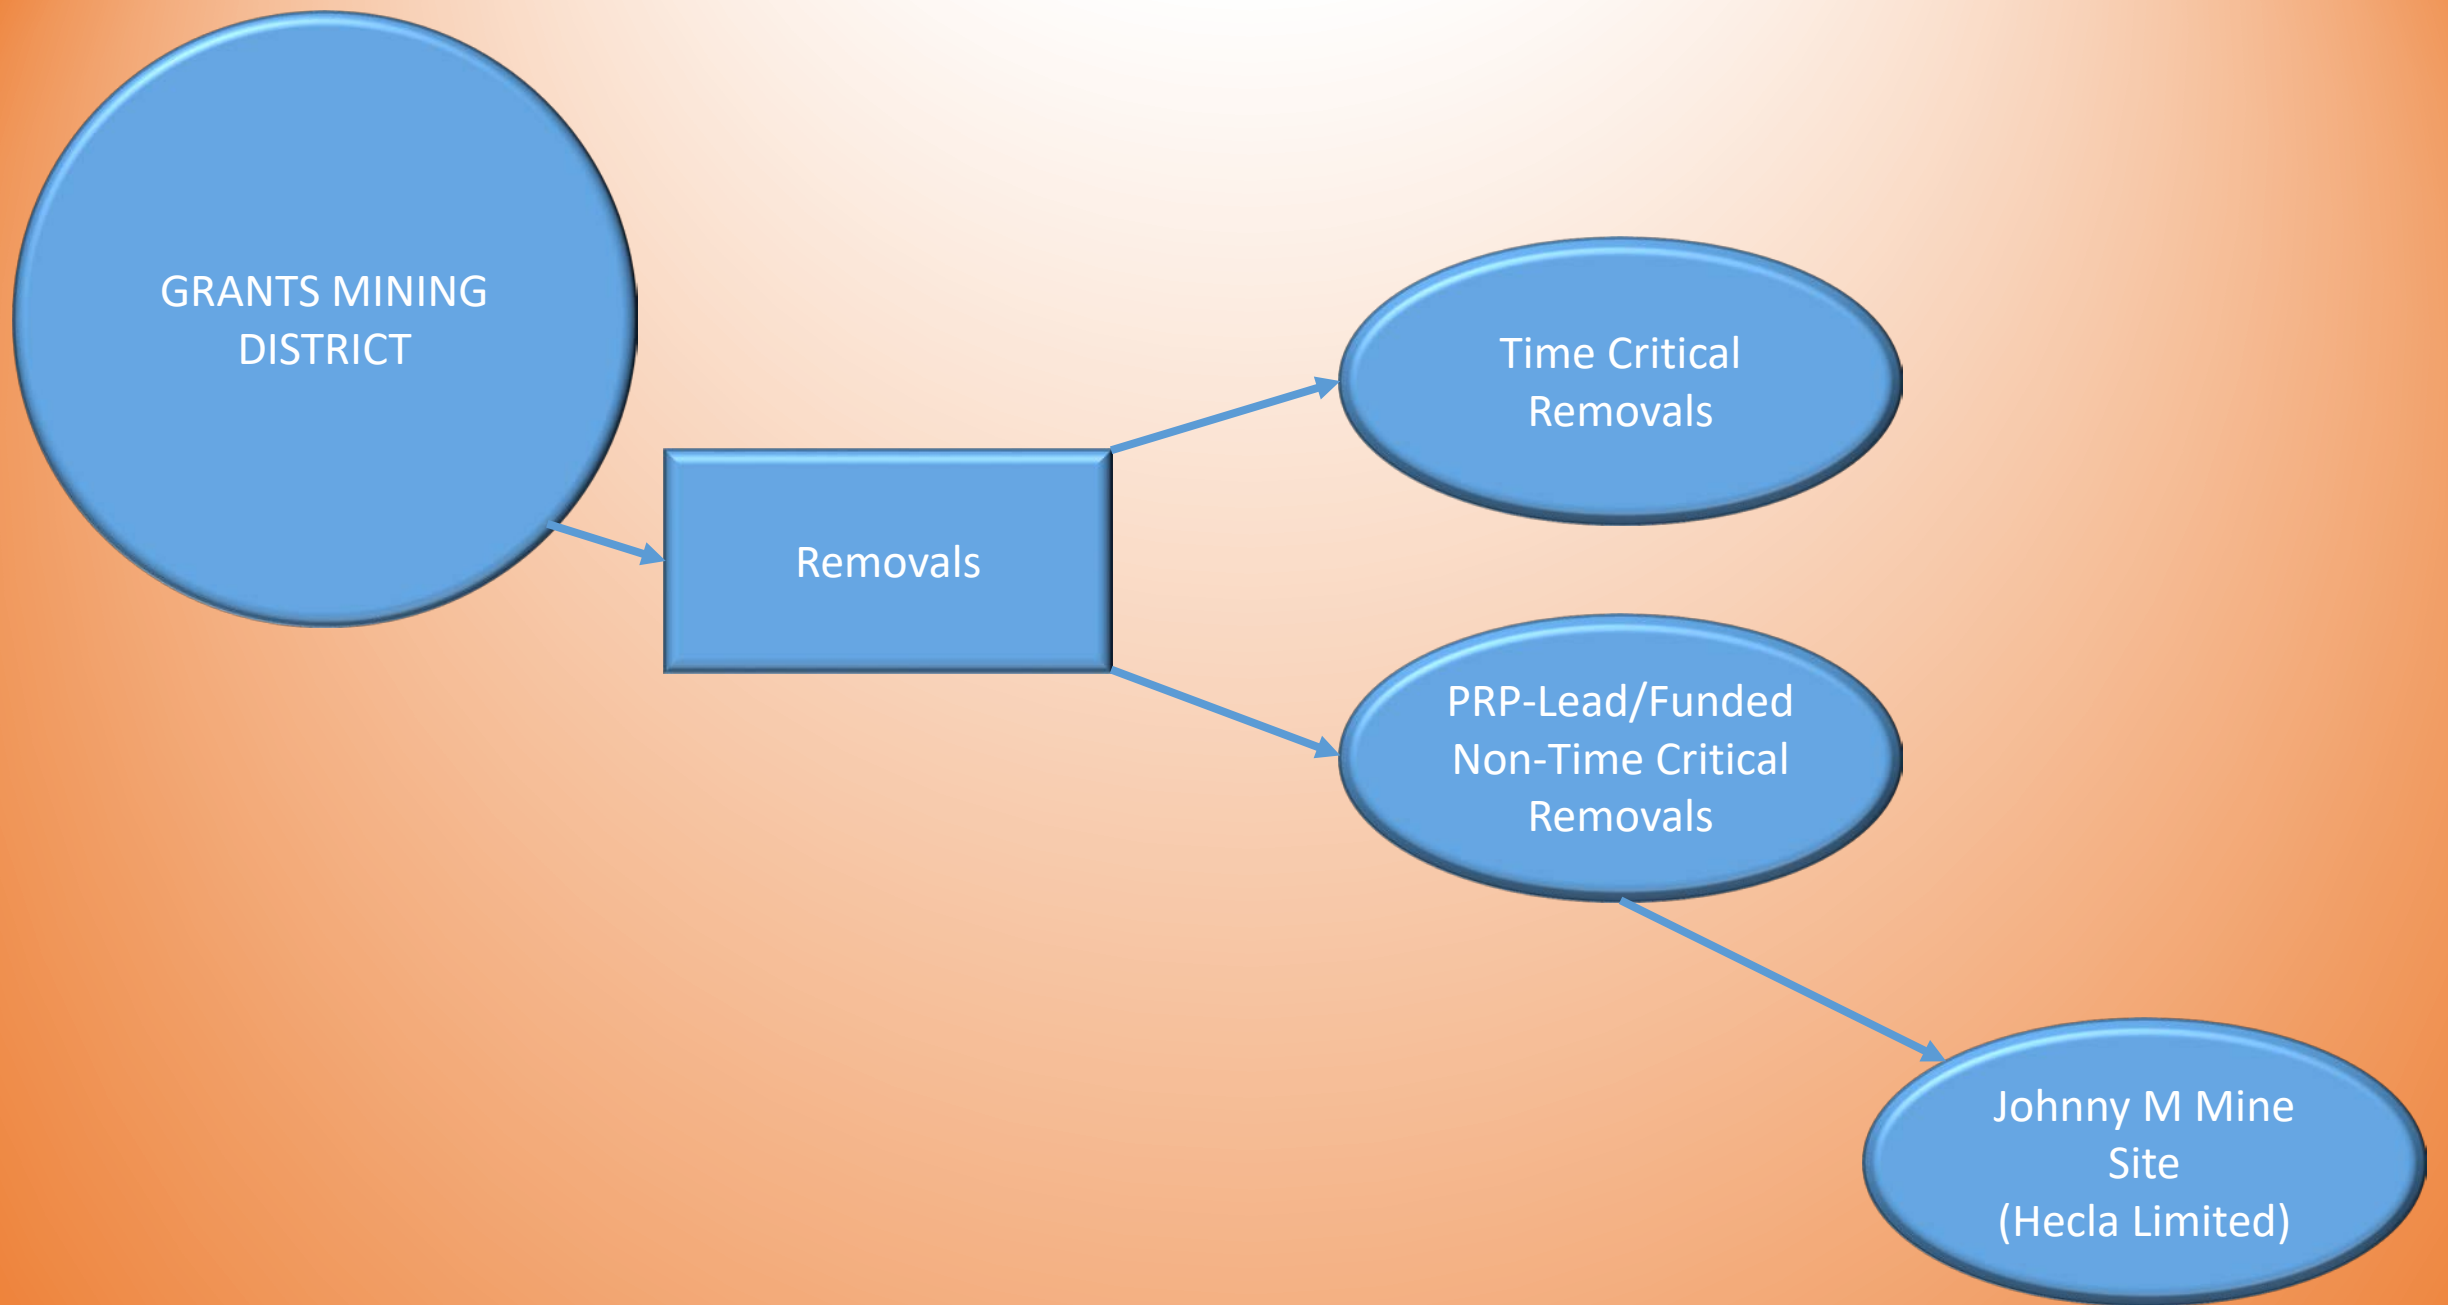 GRANTS MINING
DISTRICT
Removals
Time Critical
Removals
PRP-Lead/Funded
Non-Time Critical
Removals
Johnny M Mine
Site
(Hecla Limited)